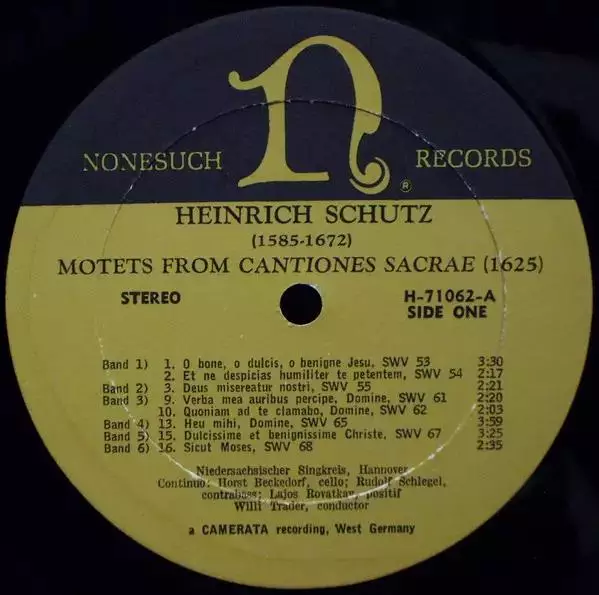 n
NONESUCH RECORDS
®
HEINRICH SCHUTZ
(1585-1672)
MOTETS FROM CANTIONES SACRAE (1625)
STEREO H-71062-A
SIDE ONE
Band 1) 1. O bone, o dulcis, o benigne Jesu, SWV 53 3:30
2. Et ne despicias humiliter te petentem, SWV 54 2:17
Band 2) 3. Deus misereatur nostri, SWV 55 2:21
Band 3) 9. Verba mea auribus percipe, Domine, SWV 61 2:20
10. Quoniam ad te clamabo, Domine, SWV 62 2:03
Band 4) 13. Heu mihi, Domine, SWV 65 3:59
Band 5) 15. Dulcissime et benignissime Christe, SWV 67 3:25
Band 6) 16. Sicut Moses, SWV 68 2:35
Niedersachsischer Singkreis, Hannover
Continuo: Horst Beckedorf, cello; Rudolf Schlegel,
contrabass; Lajos Rovatkay, positif
Willi Trader, conductor
a CAMERATA recording, West Germany